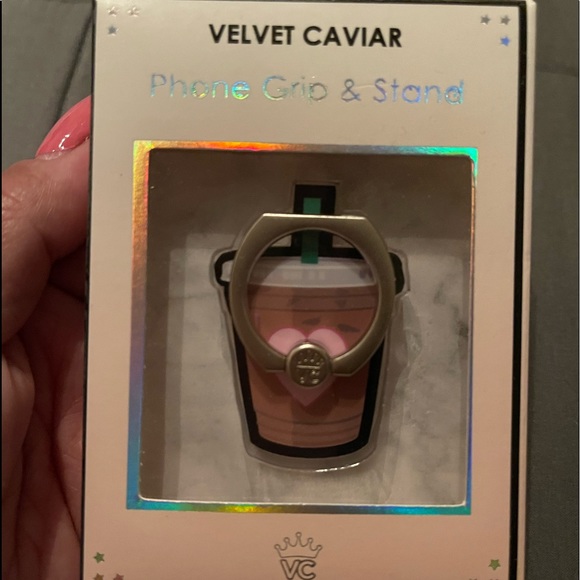 VELVET CAVIAR
Phone Grip & Stand
VC